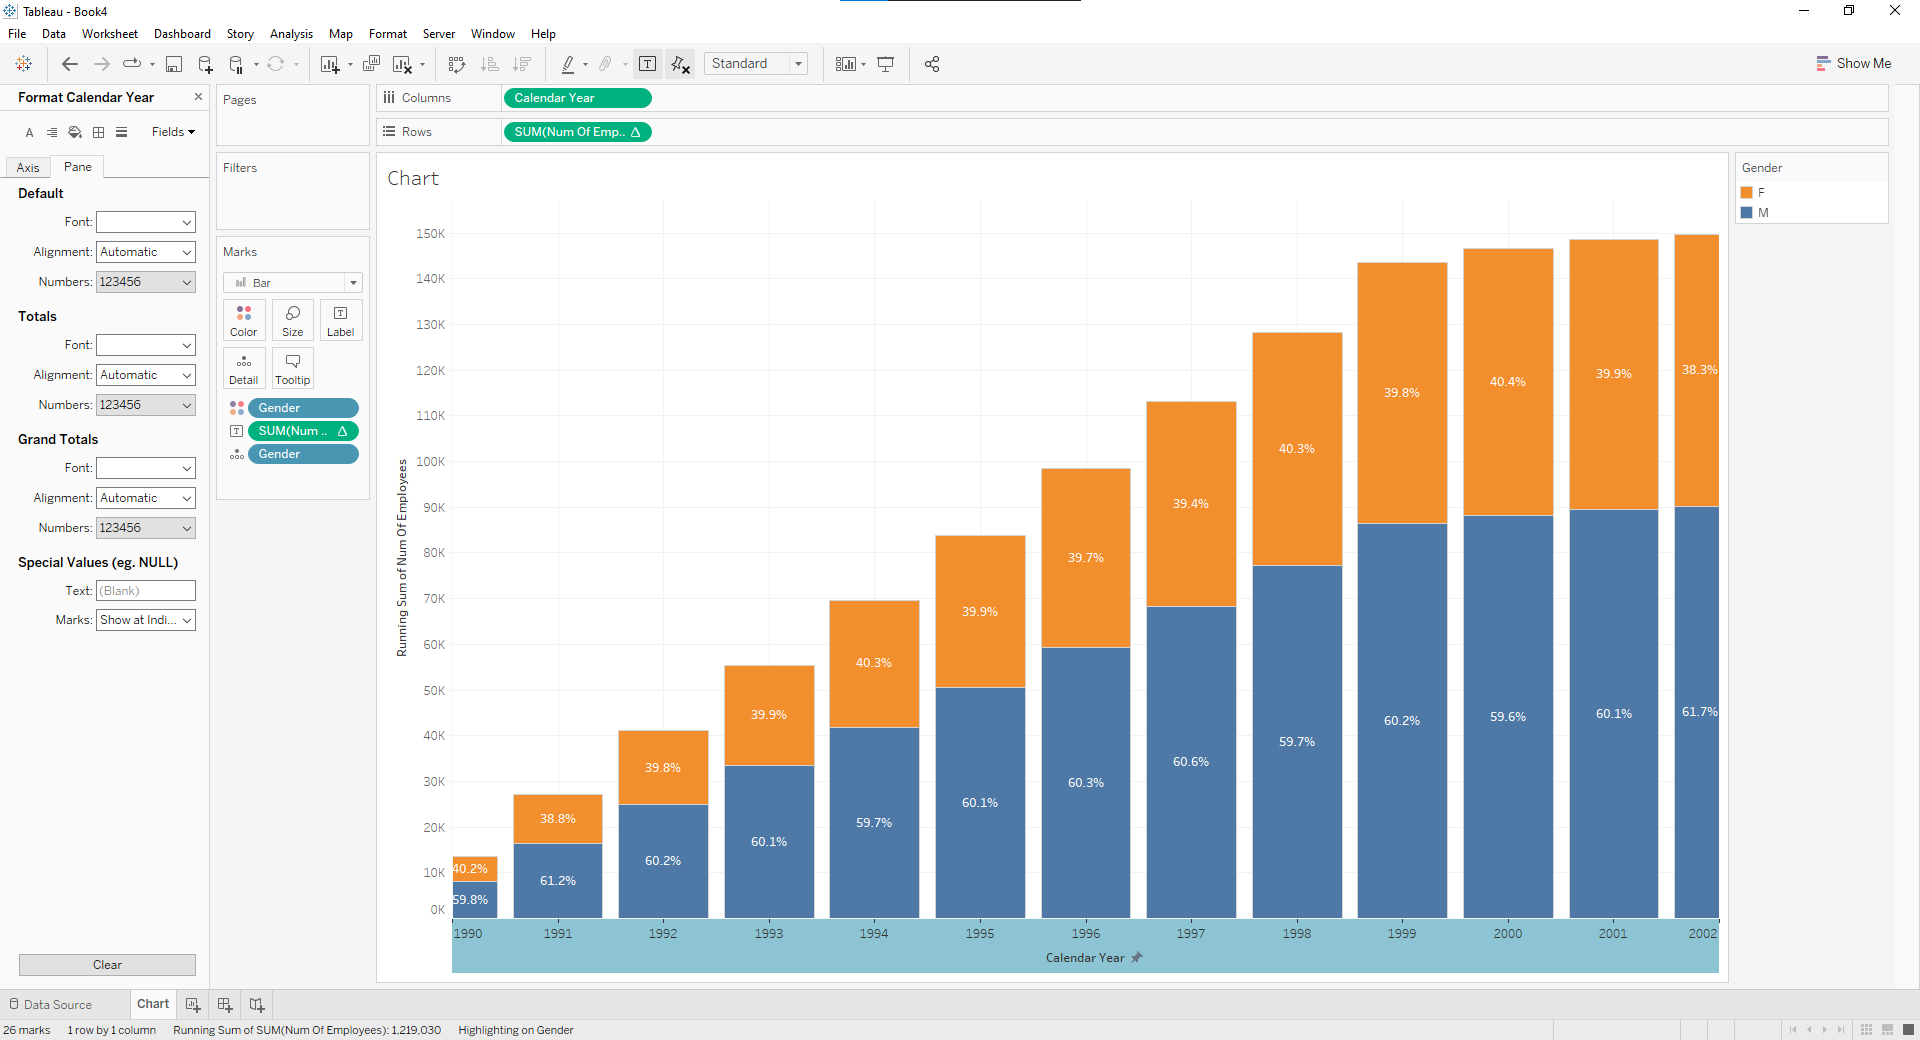 Tableau - Book4
File Data Worksheet Dashboard Story Analysis Map Format Server Window Help
Standard
Show Me
Format Calendar Year
A Fields
Axis Pane
Default
Font:
Alignment: Automatic
Numbers: 123456
Totals
Font:
Alignment: Automatic
Numbers: 123456
Grand Totals
Font:
Alignment: Automatic
Numbers: 123456
Special Values (eg. NULL)
Text: (Blank)
Marks: Show at Indi...
Clear
Pages
Filters
Marks
Bar
Color Size Label
Detail Tooltip
Gender
SUM(Num ..
Gender
Columns Calendar Year
Rows SUM(Num Of Emp..
Chart
Running Sum of Num Of Employees
150K
140K
130K
120K
110K
100K
90K
80K
70K
60K
50K
40K
30K
20K
10K
0K
40.2%
59.8%
38.8%
61.2%
39.8%
60.2%
39.9%
60.1%
40.3%
59.7%
39.9%
60.1%
39.7%
60.3%
39.4%
60.6%
40.3%
59.7%
39.8%
60.2%
40.4%
59.6%
39.9%
60.1%
38.3%
61.7%
1990 1991 1992 1993 1994 1995 1996 1997 1998 1999 2000 2001 2002
Calendar Year
Gender
F
M
Data Source Chart
26 marks 1 row by 1 column Running Sum of SUM(Num Of Employees): 1,219,030 Highlighting on Gender